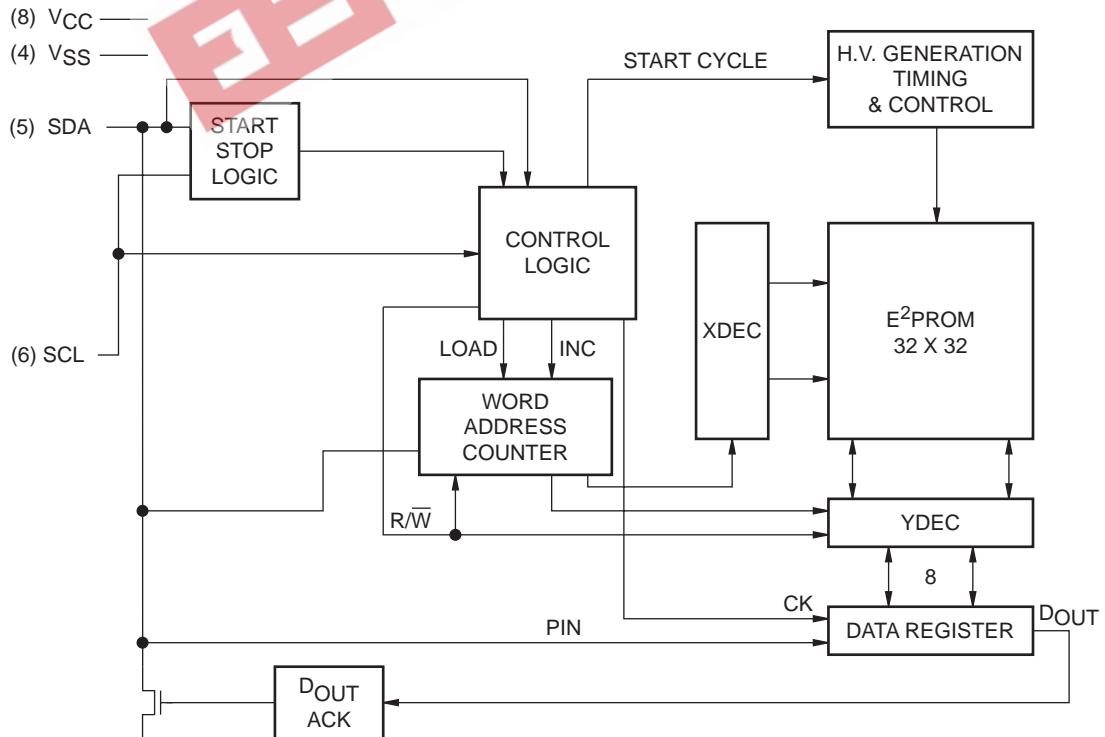 (8) VCC
(4) VSS
(5) SDA
START
STOP
LOGIC
START CYCLE
H.V. GENERATION
TIMING
& CONTROL
CONTROL
LOGIC
(6) SCL
LOAD
INC
WORD
ADDRESS
COUNTER
XDEC
E²PROM
32 X 32
R/W̅
YDEC
8
CK
PIN
DATA REGISTER
DOUT
DOUT
ACK